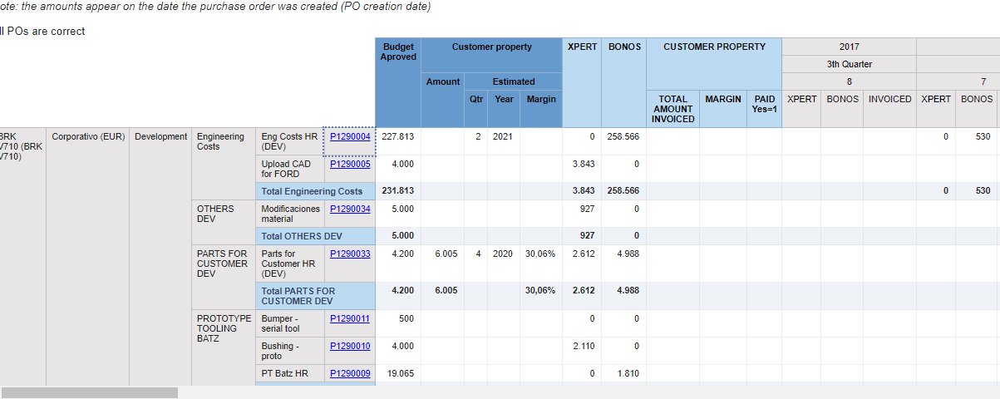 ote: the amounts appear on the date the purchase order was created (PO creation date)
ll POs are correct
Budget Aproved Customer property XPERT BONOS CUSTOMER PROPERTY 2017
3th Quarter
Amount Estimated 8 7
Qtr Year Margin TOTAL AMOUNT INVOICED MARGIN PAID Yes=1 XPERT BONOS INVOICED XPERT BONOS
BRK V710 (BRK V710) Corporativo (EUR) Development Engineering Costs Eng Costs HR (DEV) P1290004 227.813 2 2021 0 258.566 0 530
Upload CAD for FORD P1290005 4.000 3.843 0
Total Engineering Costs 231.813 3.843 258.566 0 530
OTHERS DEV Modificaciones material P1290034 5.000 927 0
Total OTHERS DEV 5.000 927 0
PARTS FOR CUSTOMER DEV Parts for Customer HR (DEV) P1290033 4.200 6.005 4 2020 30,06% 2.612 4.988
Total PARTS FOR CUSTOMER DEV 4.200 6.005 30,06% 2.612 4.988
PROTOTYPE TOOLING BATZ Bumper - serial tool P1290011 500 0 0
Bushing - proto P1290010 4.000 2.110 0
PT Batz HR P1290009 19.065 0 1.810